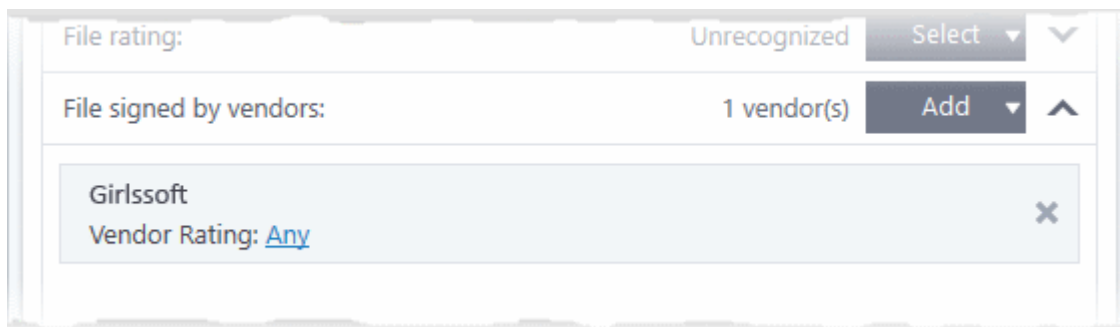 File rating: Unrecognized Select
File signed by vendors: 1 vendor(s) Add
Girlssoft
Vendor Rating: Any